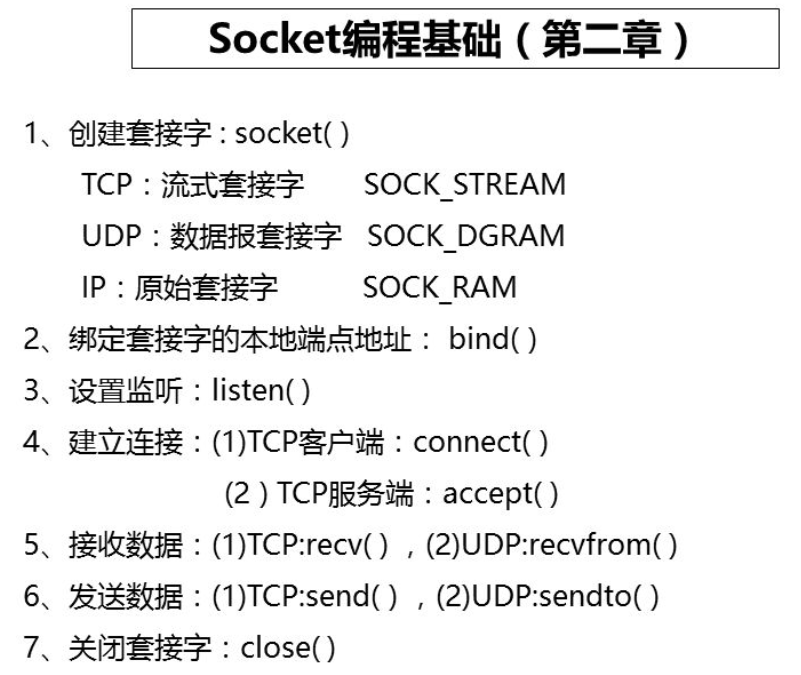 Socket编程基础（第二章）
1、创建套接字 : socket( )
TCP：流式套接字 SOCK_STREAM
UDP：数据报套接字 SOCK_DGRAM
IP：原始套接字 SOCK_RAM
2、绑定套接字的本地端点地址： bind( )
3、设置监听：listen( )
4、建立连接：(1)TCP客户端：connect( )
(2 ) TCP服务端：accept( )
5、接收数据：(1)TCP:recv( ) , (2)UDP:recvfrom( )
6、发送数据：(1)TCP:send( ) , (2)UDP:sendto( )
7、关闭套接字：close( )